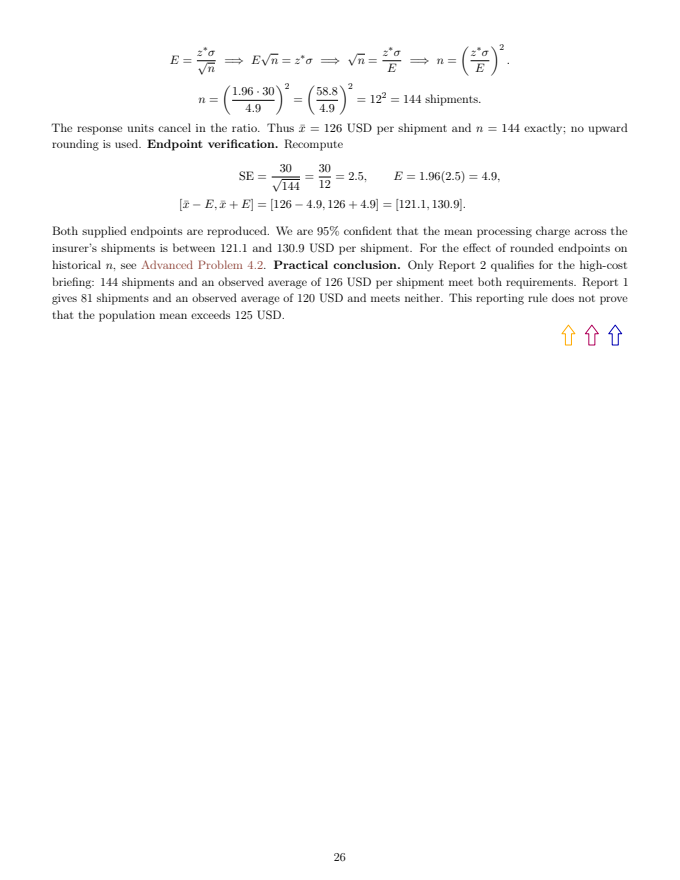 E = z*σ/√n ⟹ E√n = z*σ ⟹ √n = z*σ/E ⟹ n = (z*σ/E)².
n = (1.96 · 30/4.9)² = (58.8/4.9)² = 12² = 144 shipments.
The response units cancel in the ratio. Thus x̄ = 126 USD per shipment and n = 144 exactly; no upward
rounding is used. Endpoint verification. Recompute
SE = 30/√144 = 30/12 = 2.5, E = 1.96(2.5) = 4.9,
[x̄ − E, x̄ + E] = [126 − 4.9, 126 + 4.9] = [121.1, 130.9].
Both supplied endpoints are reproduced. We are 95% confident that the mean processing charge across the
insurer's shipments is between 121.1 and 130.9 USD per shipment. For the effect of rounded endpoints on
historical n, see Advanced Problem 4.2. Practical conclusion. Only Report 2 qualifies for the high-cost
briefing: 144 shipments and an observed average of 126 USD per shipment meet both requirements. Report 1
gives 81 shipments and an observed average of 120 USD and meets neither. This reporting rule does not prove
that the population mean exceeds 125 USD.
26